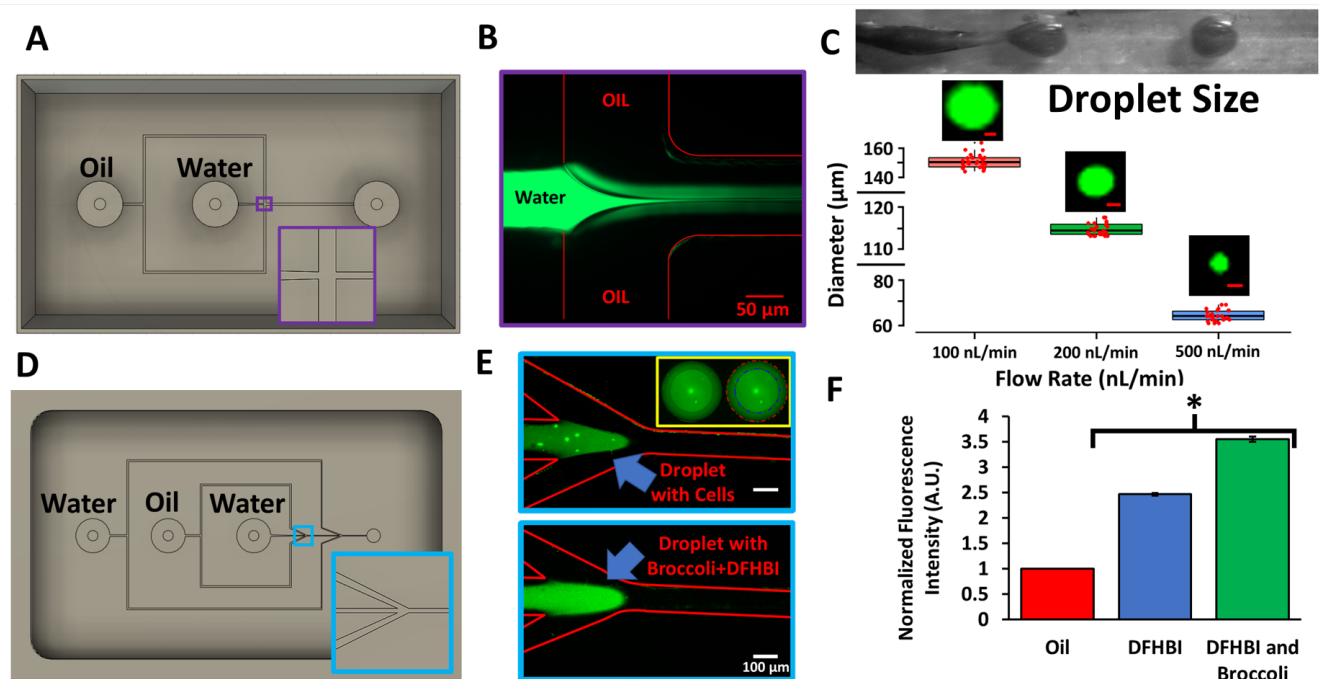 A
Oil
Water
B
OIL
Water
OIL
50 μm
C
Droplet Size
Diameter (μm)
160
140
120
110
80
60
100 nL/min
200 nL/min
500 nL/min
Flow Rate (nL/min)
D
Water
Oil
Water
E
Droplet
with Cells
Droplet with
Broccoli+DFHBI
100 μm
F
*
Normalized Fluorescence
Intensity (A.U.)
4
3.5
3
2.5
2
1.5
1
0.5
0
Oil
DFHBI
DFHBI and
Broccoli